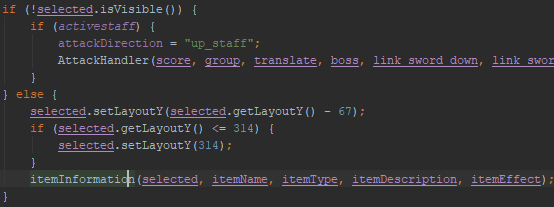 if (!selected.isVisible()) {
if (activestaff) {
attackDirection = "up_staff";
AttackHandler(score, group, translate, boss, link_sword_down, link_swor
}
} else {
selected.setLayoutY(selected.getLayoutY() - 67);
if (selected.getLayoutY() <= 314) {
selected.setLayoutY(314);
}
itemInformation(selected, itemName, itemType, itemDescription, itemEffect);
}